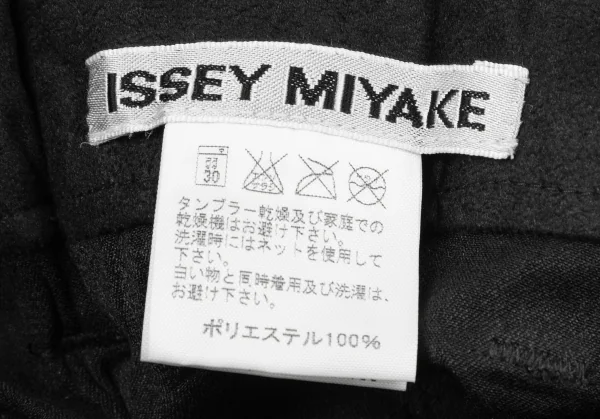 ISSEY MIYAKE
30
タンブラー乾燥及び家庭での
乾燥機はお避け下さい。
洗濯時にはネットを使用して
下さい。
白い物と同時着用及び洗濯は、
お避け下さい。
ポリエステル100%